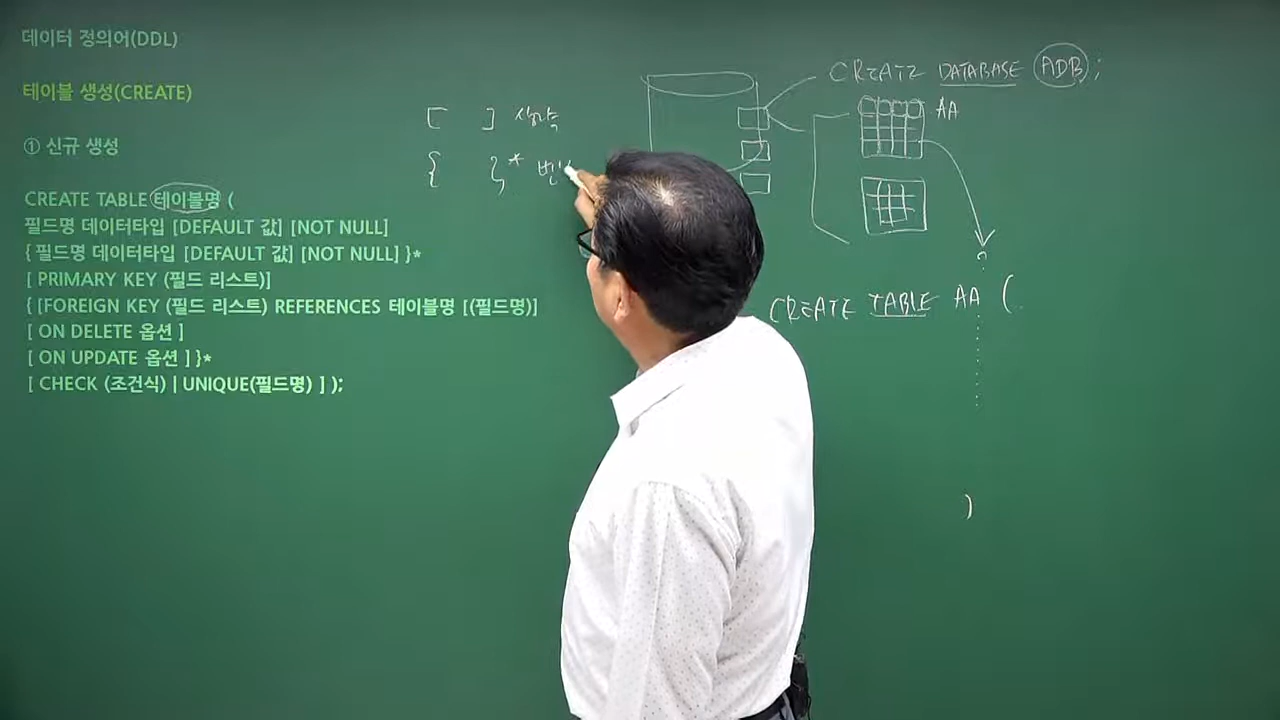 데이터 정의어(DDL)
테이블 생성(CREATE)
① 신규 생성
CREATE TABLE 테이블명 (
필드명 데이터타입 [DEFAULT 값] [NOT NULL]
{ 필드명 데이터타입 [DEFAULT 값] [NOT NULL] }*
[ PRIMARY KEY (필드 리스트)]
{ [FOREIGN KEY (필드 리스트) REFERENCES 테이블명 [(필드명)]
[ ON DELETE 옵션 ]
[ ON UPDATE 옵션 ] }*
[ CHECK (조건식) | UNIQUE(필드명) ] );
[ ] 생략
{ }*
CREATE DATABASE ADB ;
AA
CREATE TABLE AA (
)